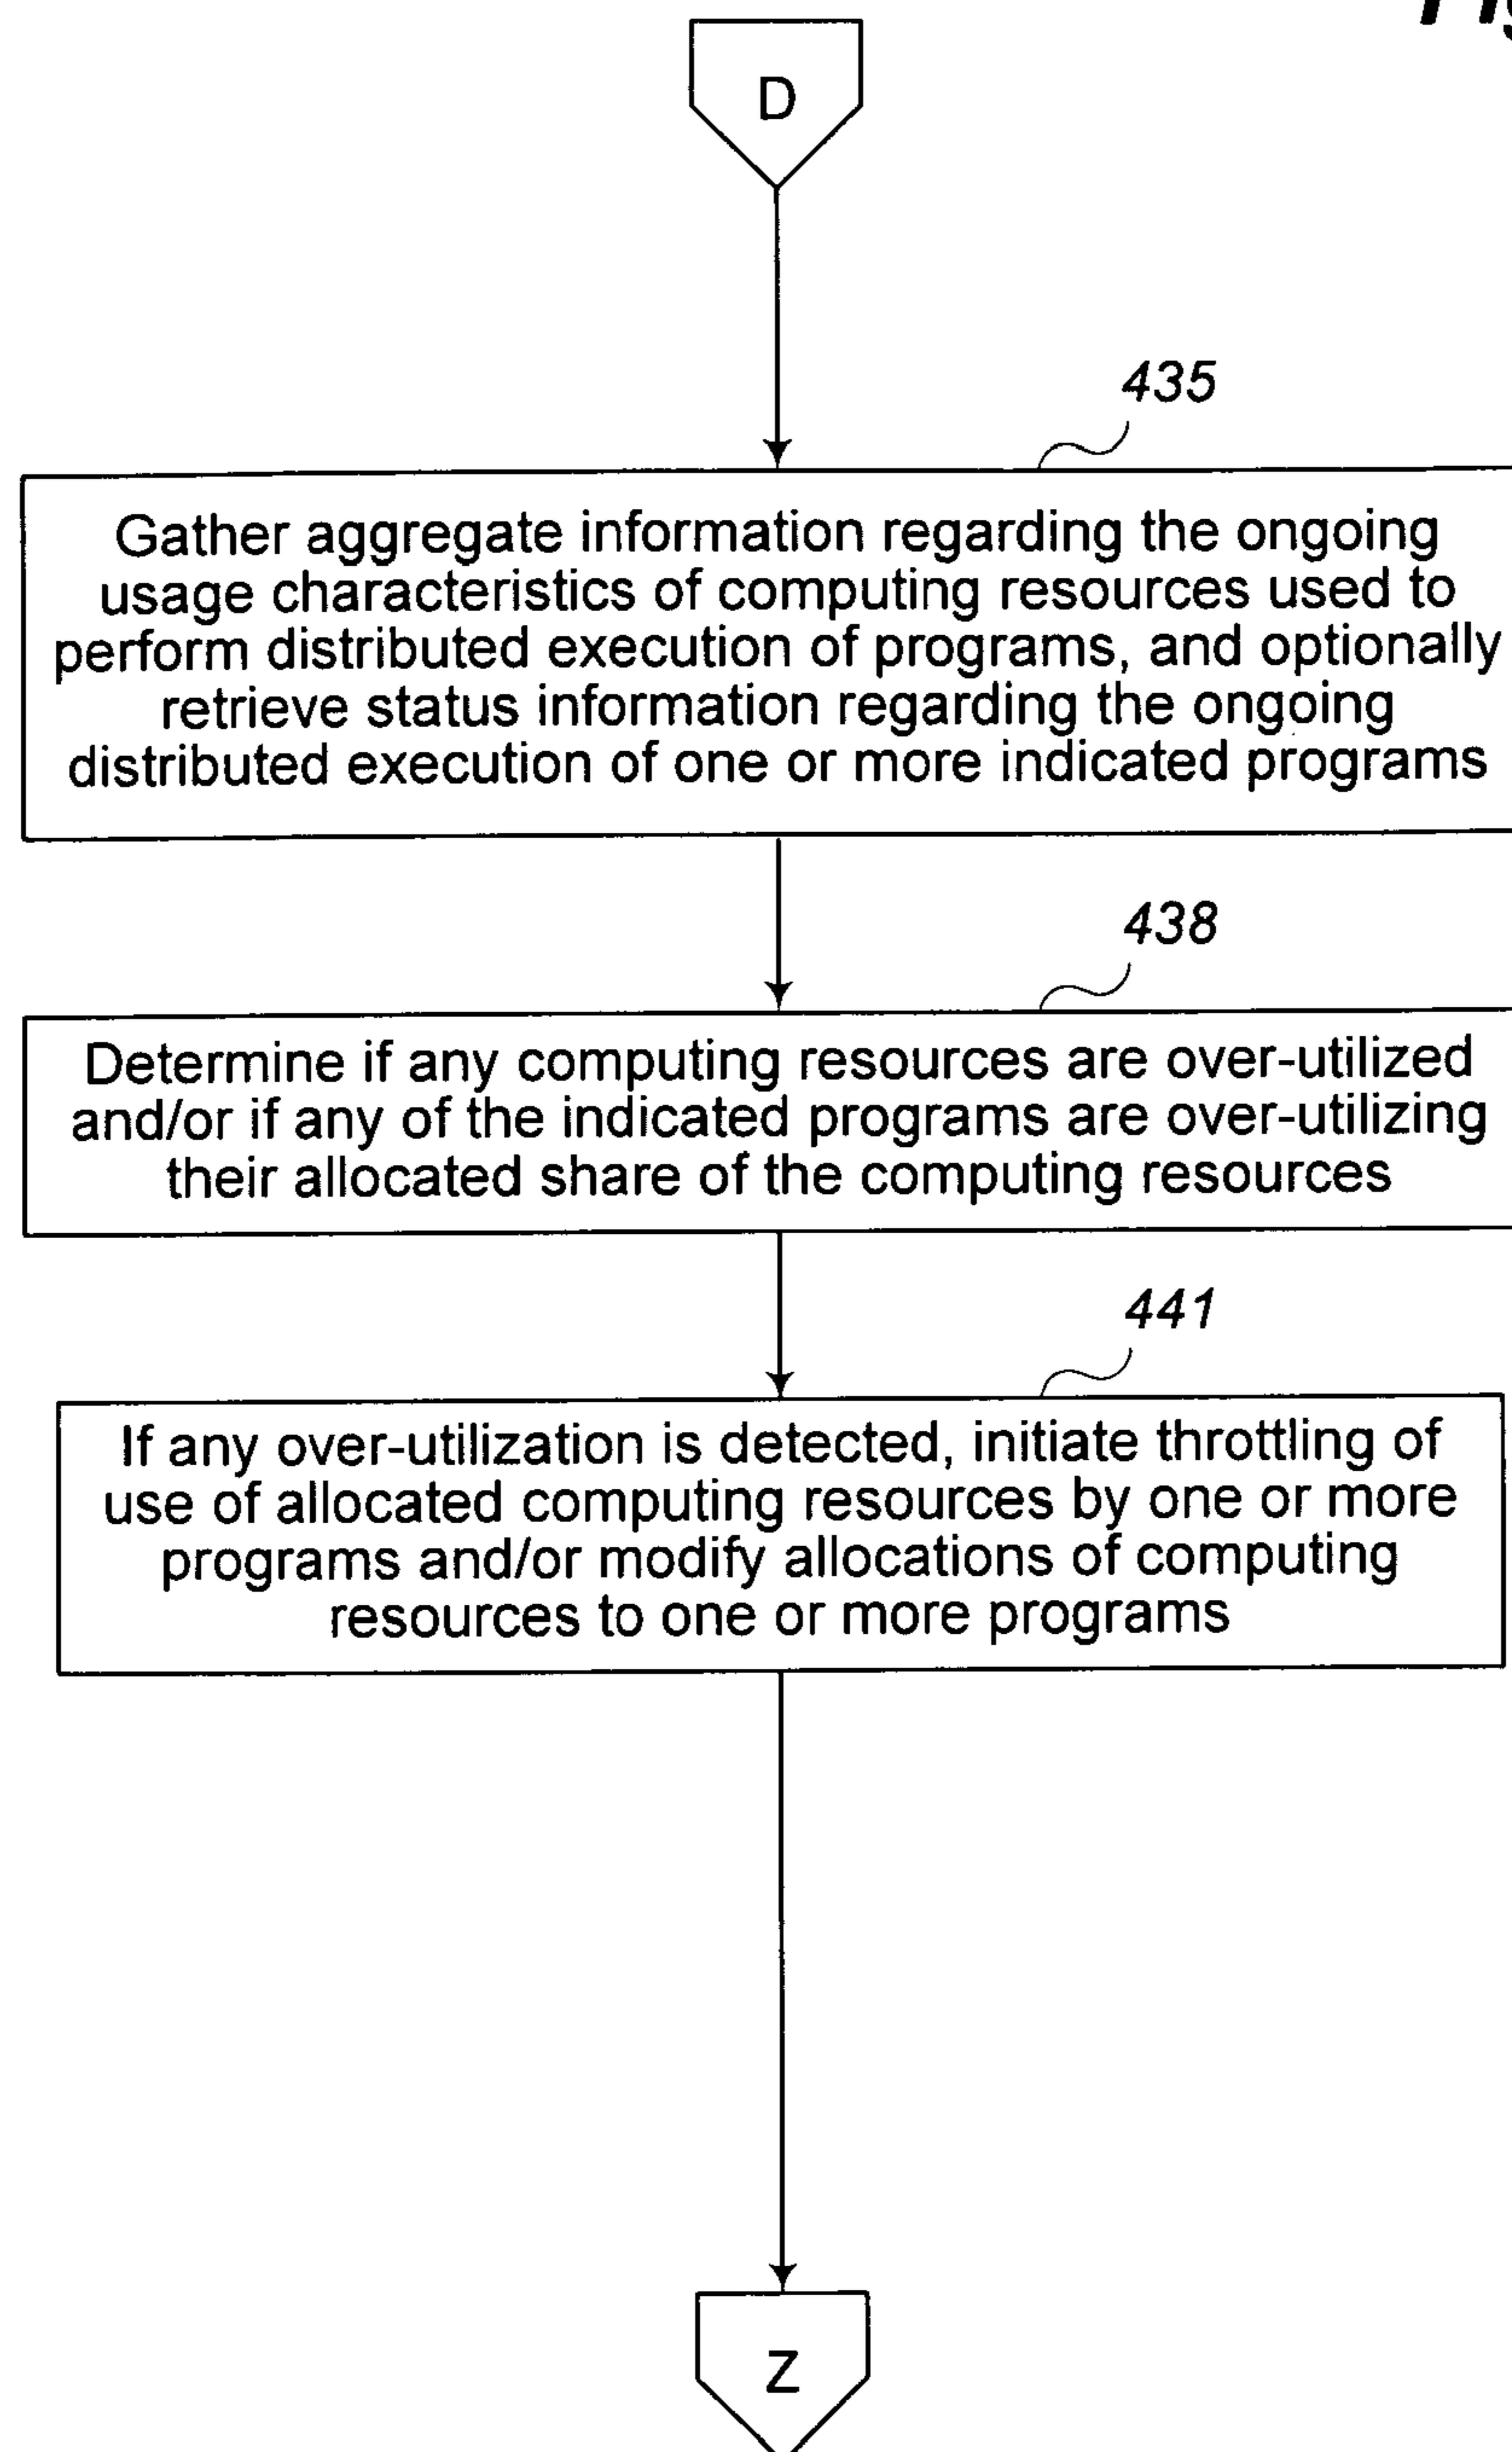 D
435
Gather aggregate information regarding the ongoing
usage characteristics of computing resources used to
perform distributed execution of programs, and optionally
retrieve status information regarding the ongoing
distributed execution of one or more indicated programs
438
Determine if any computing resources are over-utilized
and/or if any of the indicated programs are over-utilizing
their allocated share of the computing resources
441
If any over-utilization is detected, initiate throttling of
use of allocated computing resources by one or more
programs and/or modify allocations of computing
resources to one or more programs
Z